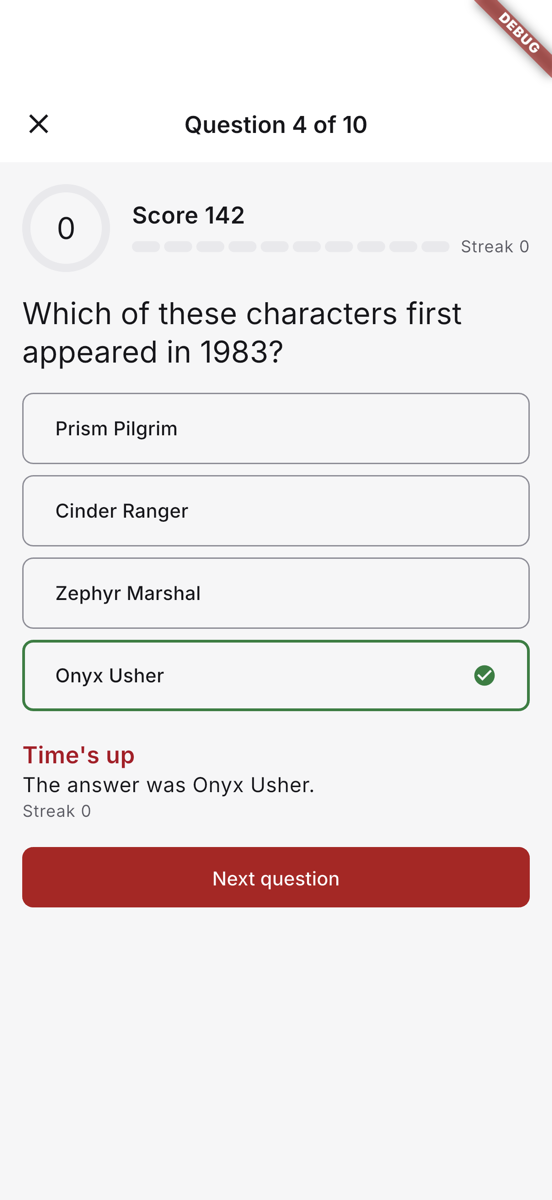 DEBUG
Question 4 of 10
0
Score 142
Streak 0
Which of these characters first
appeared in 1983?
Prism Pilgrim
Cinder Ranger
Zephyr Marshal
Onyx Usher
Time's up
The answer was Onyx Usher.
Streak 0
Next question